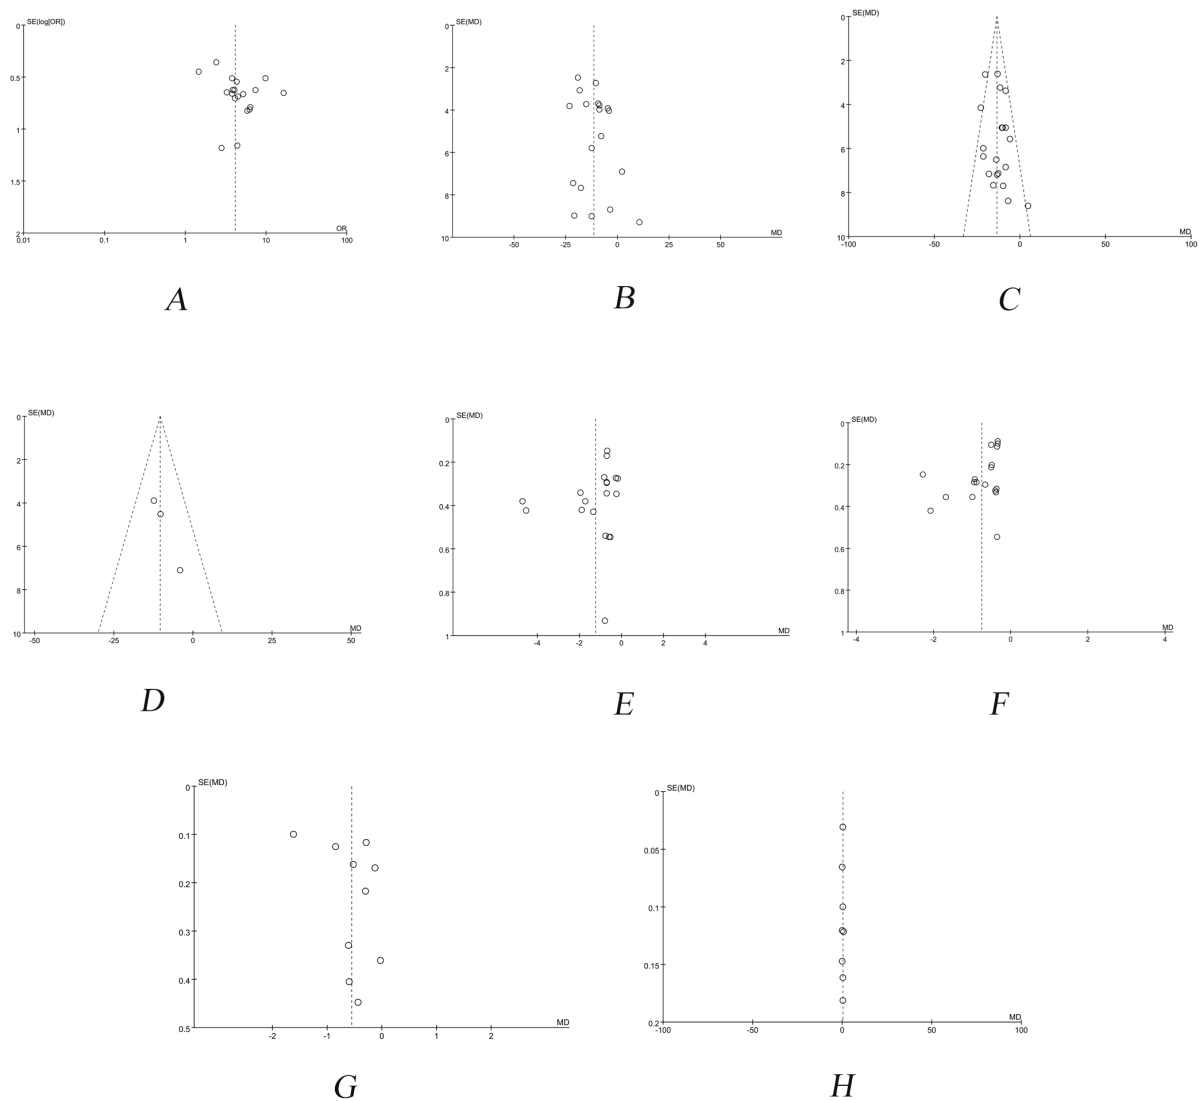 SE(log[OR])
0
0.5
1
1.5
2
0.01 0.1 1 10 100
OR
A
SE(MD)
0
2
4
6
8
10
-50 -25 0 25 50
MD
B
SE(MD)
0
2
4
6
8
10
-100 -50 0 50 100
MD
C
SE(MD)
0
2
4
6
8
10
-50 -25 0 25 50
MD
D
SE(MD)
0
0.2
0.4
0.6
0.8
1
-4 -2 0 2 4
MD
E
SE(MD)
0
0.2
0.4
0.6
0.8
1
-4 -2 0 2 4
MD
F
SE(MD)
0
0.1
0.2
0.3
0.4
0.5
-2 -1 0 1 2
MD
G
SE(MD)
0
0.05
0.1
0.15
0.2
-100 -50 0 50 100
MD
H